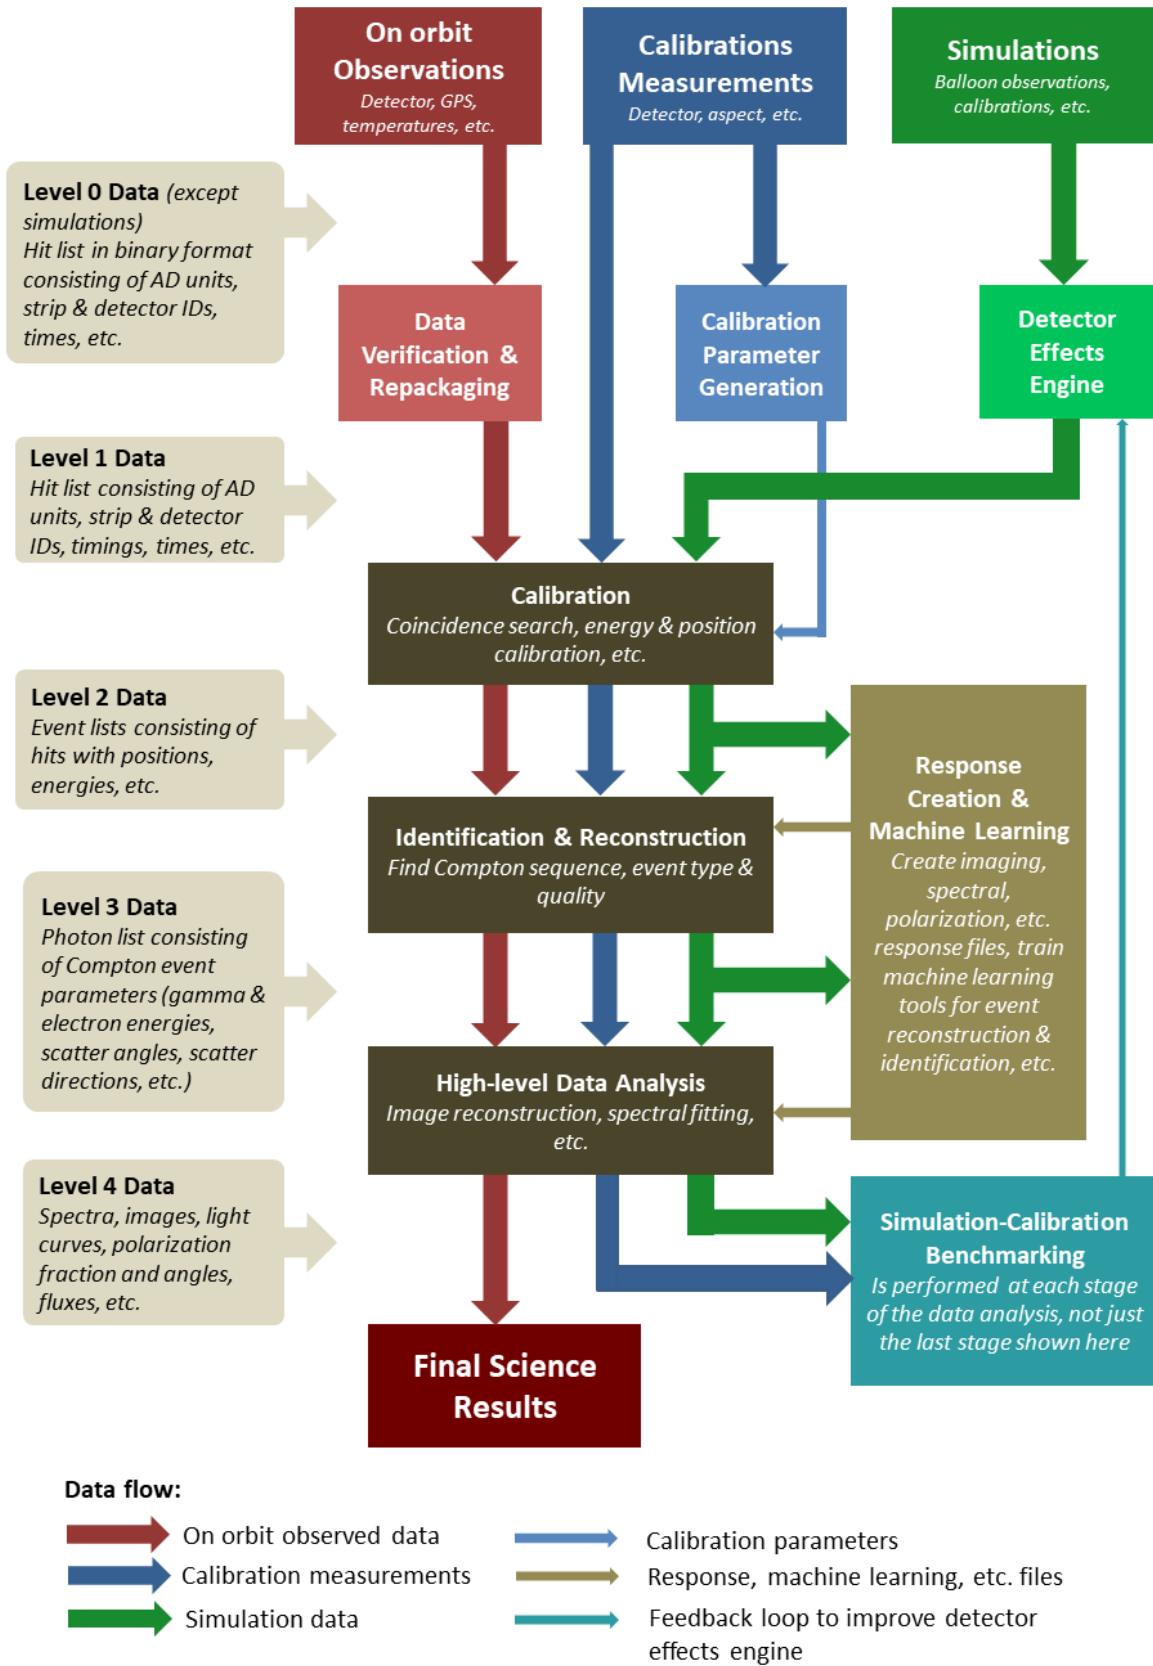 On orbit
Observations
Detector, GPS,
temperatures, etc.
Calibrations
Measurements
Detector, aspect, etc.
Simulations
Balloon observations,
calibrations, etc.
Level 0 Data (except
simulations)
Hit list in binary format
consisting of AD units,
strip & detector IDs,
times, etc.
Data
Verification &
Repackaging
Calibration
Parameter
Generation
Detector
Effects
Engine
Level 1 Data
Hit list consisting of AD
units, strip & detector
IDs, timings, times, etc.
Calibration
Coincidence search, energy & position
calibration, etc.
Level 2 Data
Event lists consisting of
hits with positions,
energies, etc.
Identification & Reconstruction
Find Compton sequence, event type &
quality
Response
Creation &
Machine Learning
Create imaging,
spectral,
polarization, etc.
response files, train
machine learning
tools for event
reconstruction &
identification, etc.
Level 3 Data
Photon list consisting
of Compton event
parameters (gamma &
electron energies,
scatter angles, scatter
directions, etc.)
High-level Data Analysis
Image reconstruction, spectral fitting,
etc.
Level 4 Data
Spectra, images, light
curves, polarization
fraction and angles,
fluxes, etc.
Simulation-Calibration
Benchmarking
Is performed at each stage
of the data analysis, not just
the last stage shown here
Final Science
Results
Data flow:
On orbit observed data
Calibration measurements
Simulation data
Calibration parameters
Response, machine learning, etc. files
Feedback loop to improve detector
effects engine